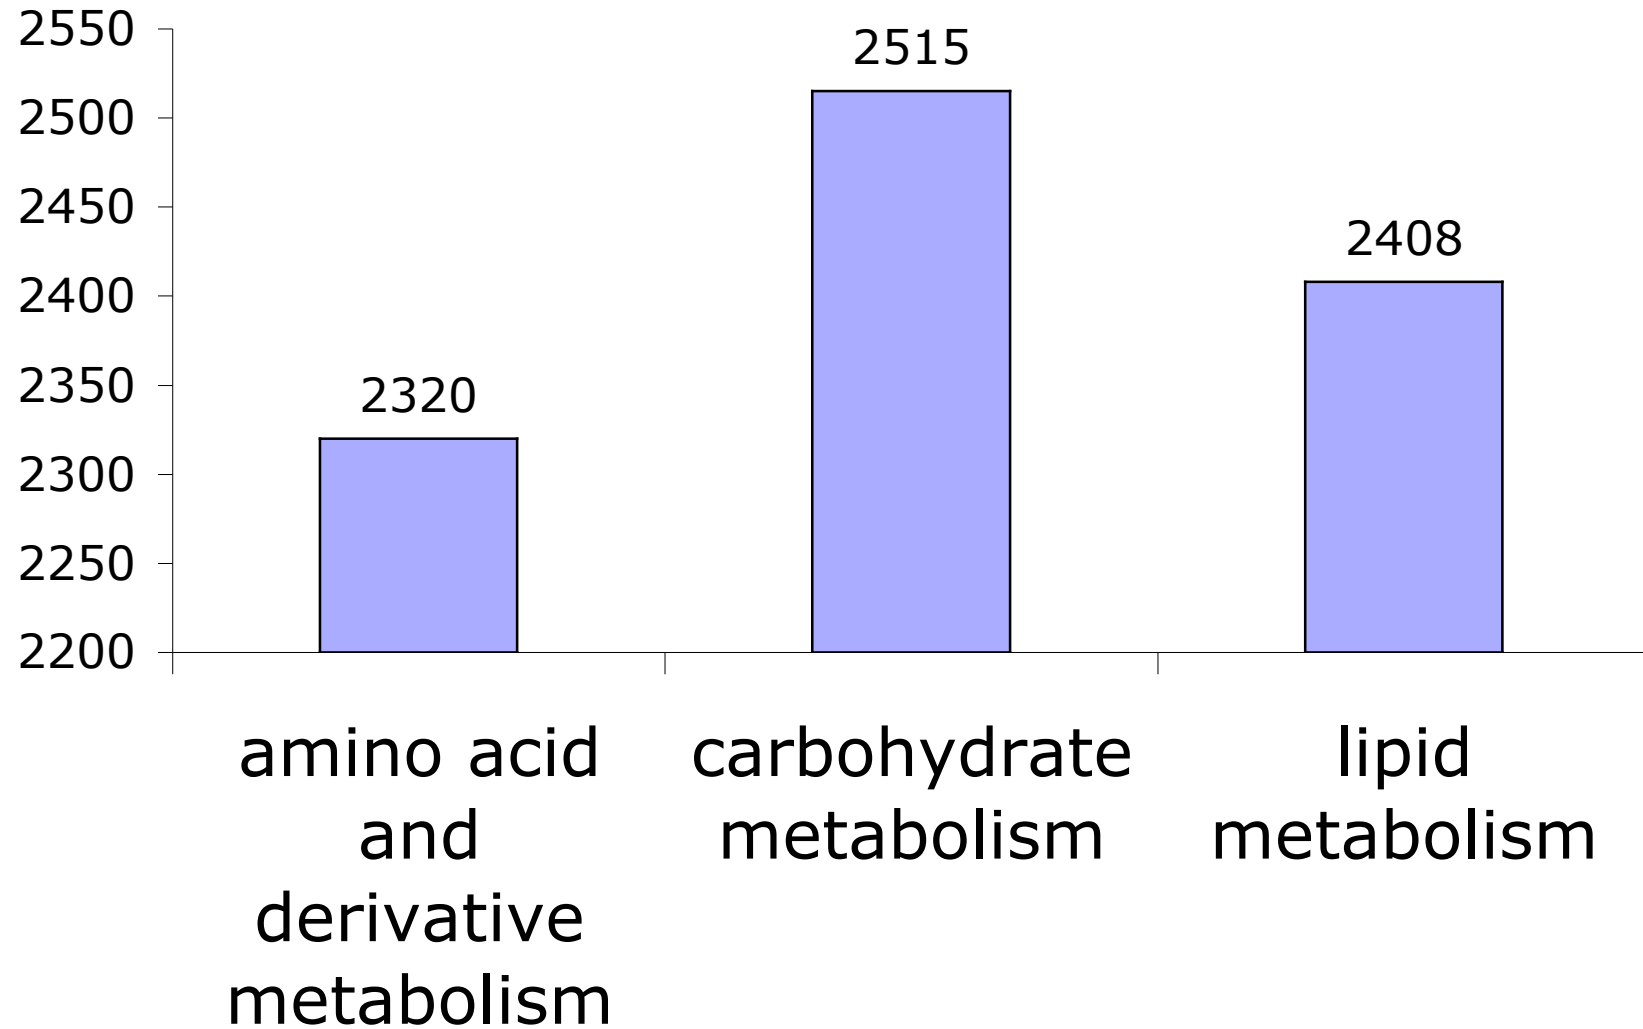 2550
2500
2450
2400
2350
2300
2250
2200
2320
2515
2408
amino acid
and
derivative
metabolism
carbohydrate
metabolism
lipid
metabolism